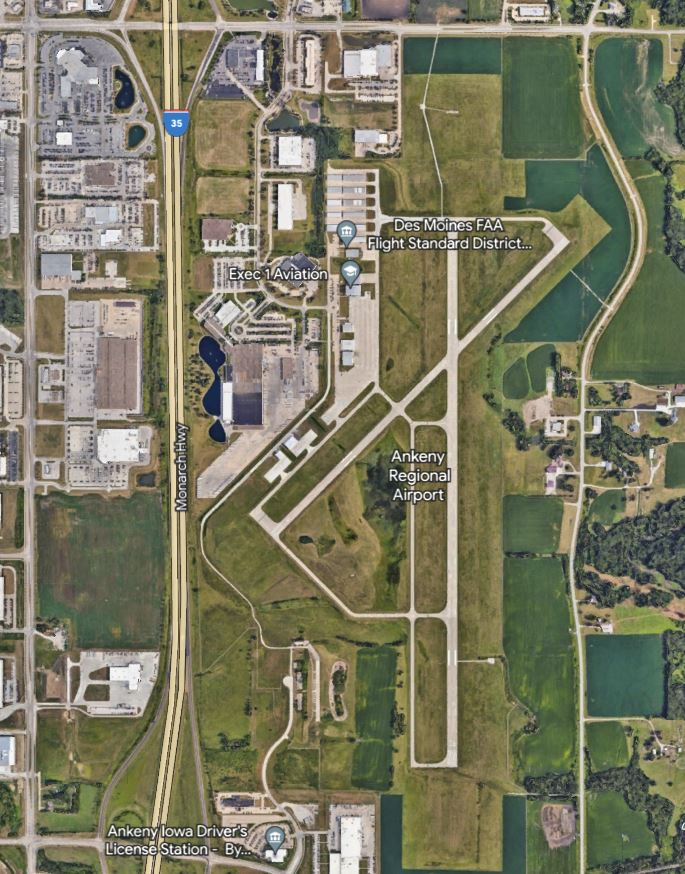 35
Des Moines FAA
Flight Standard District...
Exec 1 Aviation
Monarch Hwy
Ankeny
Regional
Airport
Ankeny Iowa Driver's
License Station - By...